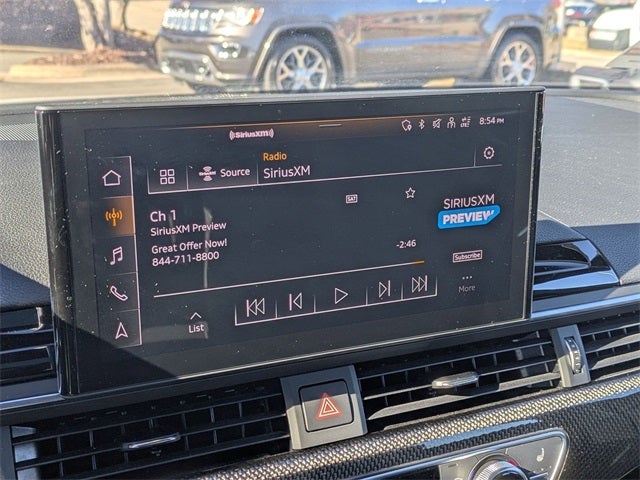 ((SiriusXM))
8:54 PM
Radio
SiriusXM Source SiriusXM
Ch 1
SiriusXM Preview
Great Offer Now!
844-711-8800
SAT
SIRIUSXM
PREVIEW
-2:46
Subscribe
List
More